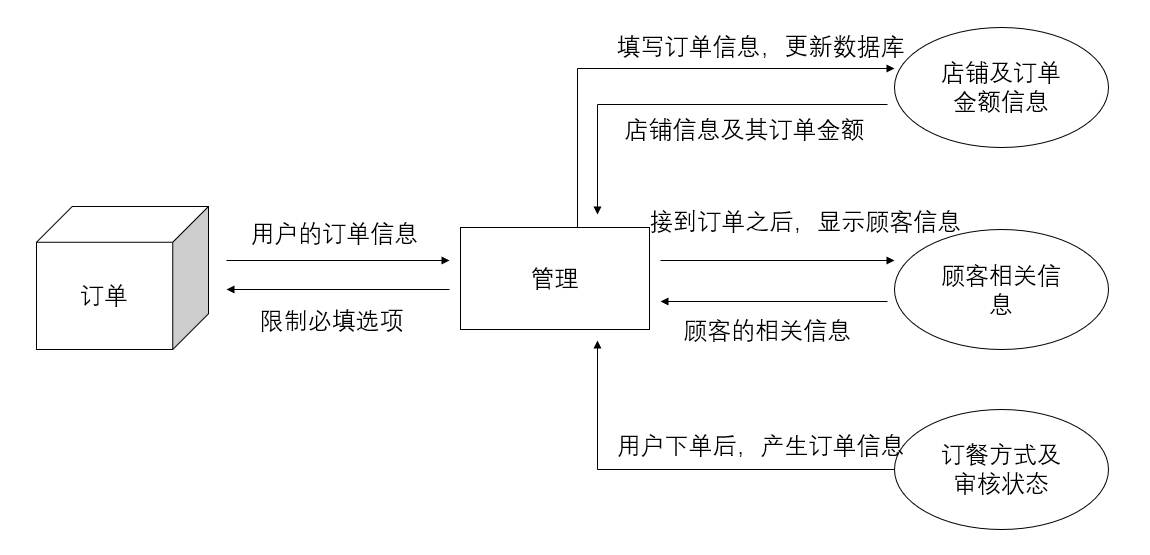 填写订单信息，更新数据库
店铺及订单
金额信息
店铺信息及其订单金额
用户的订单信息
接到订单之后，显示顾客信息
订单
管理
顾客相关信
息
限制必填选项
顾客的相关信息
用户下单后，产生订单信息
订餐方式及
审核状态